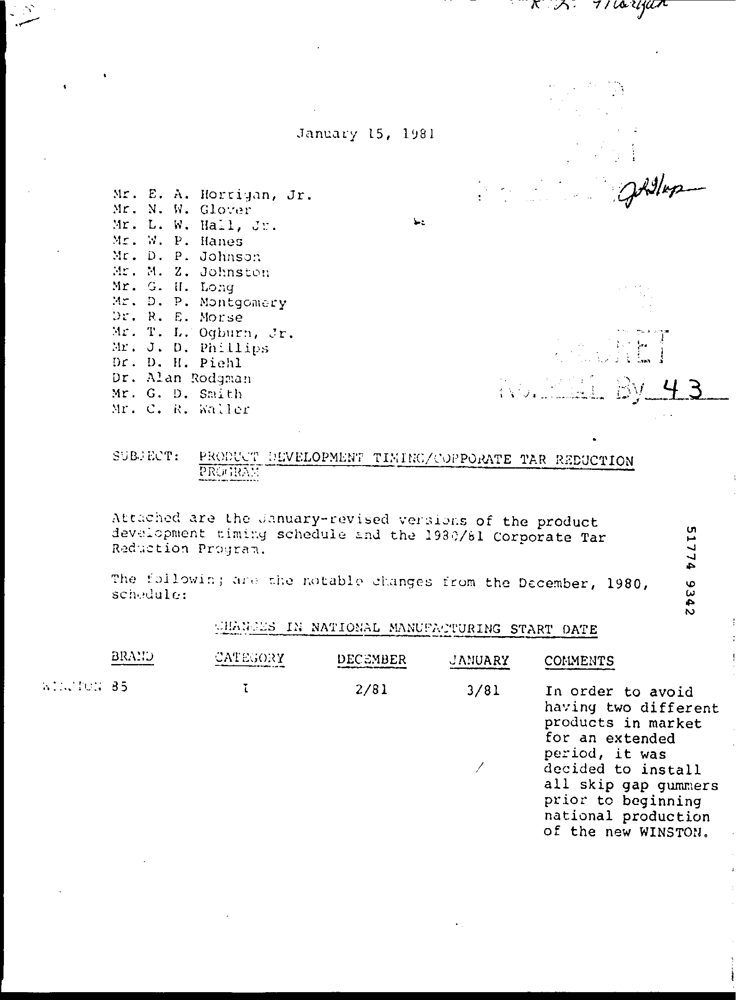 January 15, 1981
Mr. E. A. Horrigan, Jr.
Mr. N. W. Glover
Mr. L. W. Hall, Jr.
Mr. W. P. Hanes
Mr. D. P. Johnson
Mr. M. Z. Johnston
Mr. G. H. Long
Mr. D. P. Montgomery
Dr. R. E. Morse
Mr. T. L. Ogburn, Jr.
Mr. J. D. Phillips
Dr. D. H. Piehl
Dr. Alan Rodgman
Mr. G. D. Smith
Mr. C. R. Waller
SECRET
By 43
SUBJECT: PRODUCT DEVELOPMENT TIMING/CORPORATE TAR REDUCTION
PROGRAM
Attached are the January-revised versions of the product
development timing schedule and the 1980/81 Corporate Tar
Reduction Program.
The following are the notable changes from the December, 1980,
schedule:
51774 9342
CHANGES IN NATIONAL MANUFACTURING START DATE
BRAND CATEGORY DECEMBER JANUARY COMMENTS
WINSTON 85 I 2/81 3/81 In order to avoid
having two different
products in market
for an extended
period, it was
decided to install
all skip gap gummers
prior to beginning
national production
of the new WINSTON.